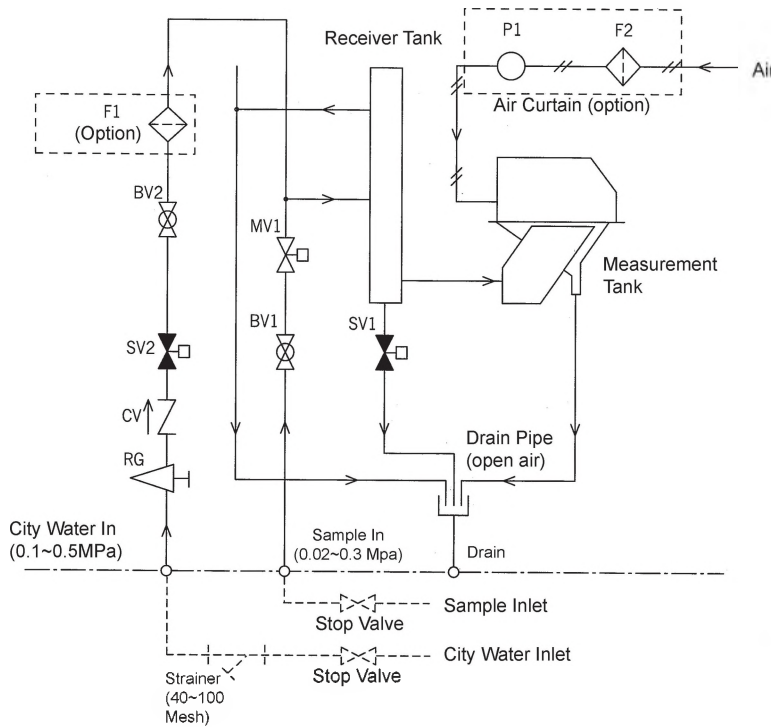 Receiver Tank
P1
F2
Air
Air Curtain (option)
F1
(Option)
BV2
MV1
Measurement
Tank
BV1
SV1
SV2
CV
RG
Drain Pipe
(open air)
City Water In
(0.1~0.5MPa)
Sample In
(0.02~0.3 Mpa)
Drain
Sample Inlet
Stop Valve
City Water Inlet
Stop Valve
Strainer
(40~100
Mesh)